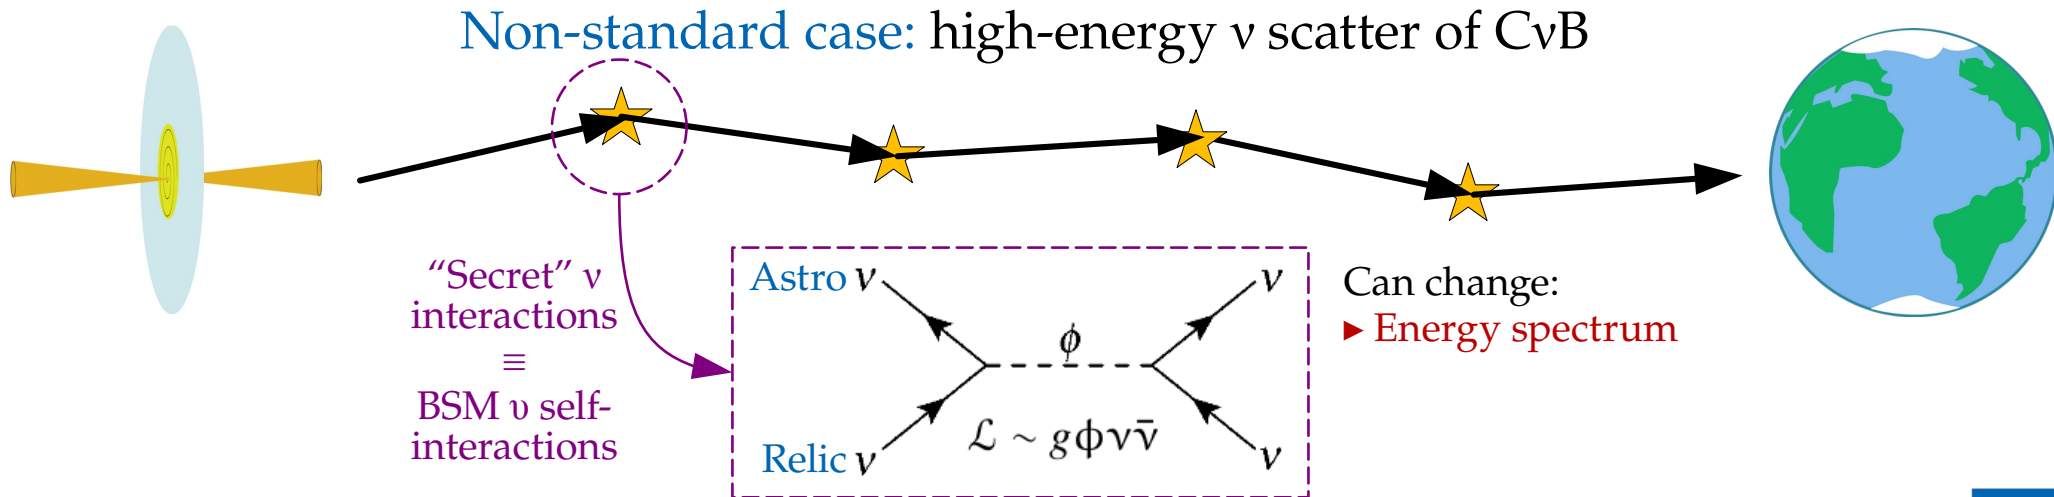 Non-standard case: high-energy ν scatter of CνB
“Secret” ν
interactions
≡
BSM υ self-
interactions
Astro ν
ν
ϕ
ℒ ~ gϕνν̄
Relic ν
ν
Can change:
▸ Energy spectrum